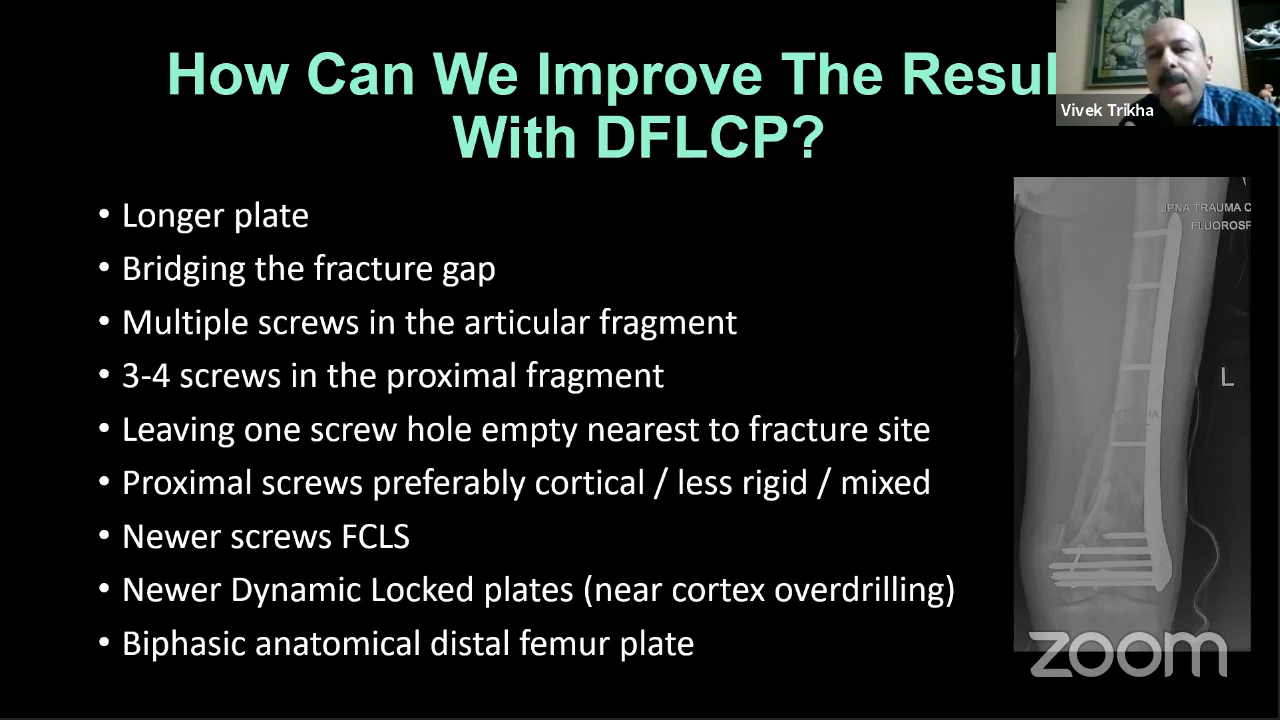 How Can We Improve The Resul
With DFLCP?
Vivek Trikha
• Longer plate
• Bridging the fracture gap
• Multiple screws in the articular fragment
• 3-4 screws in the proximal fragment
• Leaving one screw hole empty nearest to fracture site
• Proximal screws preferably cortical / less rigid / mixed
• Newer screws FCLS
• Newer Dynamic Locked plates (near cortex overdrilling)
• Biphasic anatomical distal femur plate
JPNA TRAUMA C
FLUOROSF
L
zoom